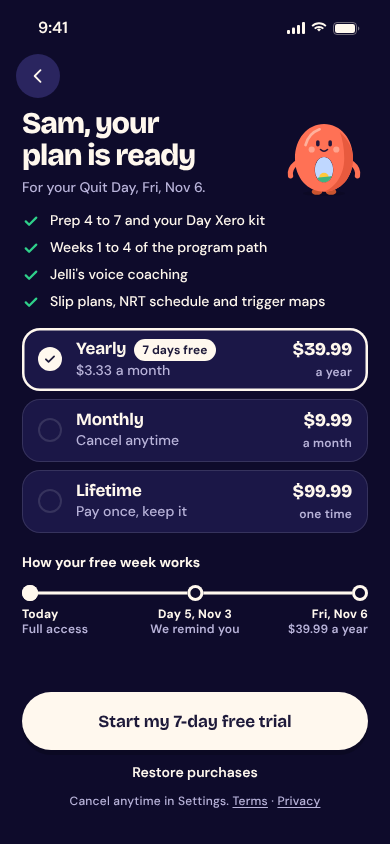 9:41
Sam, your
plan is ready
For your Quit Day, Fri, Nov 6.
Prep 4 to 7 and your Day Xero kit
Weeks 1 to 4 of the program path
Jelli's voice coaching
Slip plans, NRT schedule and trigger maps
Yearly 7 days free $39.99
$3.33 a month a year
Monthly $9.99
Cancel anytime a month
Lifetime $99.99
Pay once, keep it one time
How your free week works
Today Day 5, Nov 3 Fri, Nov 6
Full access We remind you $39.99 a year
Start my 7-day free trial
Restore purchases
Cancel anytime in Settings. Terms · Privacy